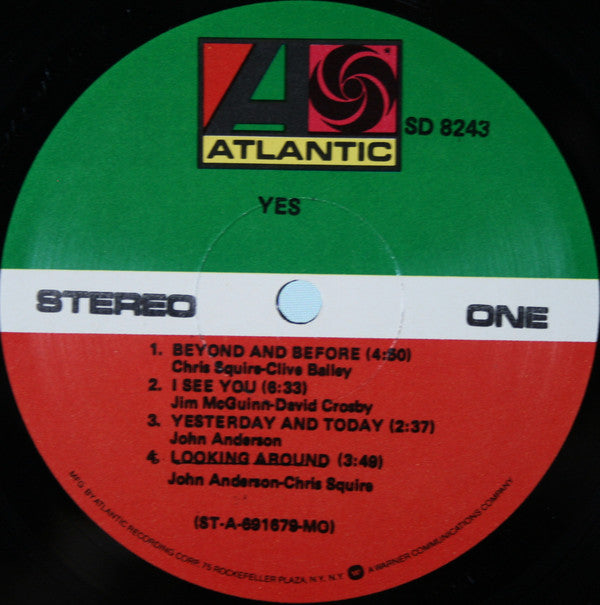 ATLANTIC
SD 8243
YES
STEREO
ONE
1. BEYOND AND BEFORE (4:50)
Chris Squire-Clive Bailey
2. I SEE YOU (6:33)
Jim McGuinn-David Crosby
3. YESTERDAY AND TODAY (2:37)
John Anderson
4. LOOKING AROUND (3:49)
John Anderson-Chris Squire
(ST-A-691679-MO)
MFG. BY ATLANTIC RECORDING CORP. 75 ROCKEFELLER PLAZA, N.Y. N.Y. A WARNER COMMUNICATIONS COMPANY